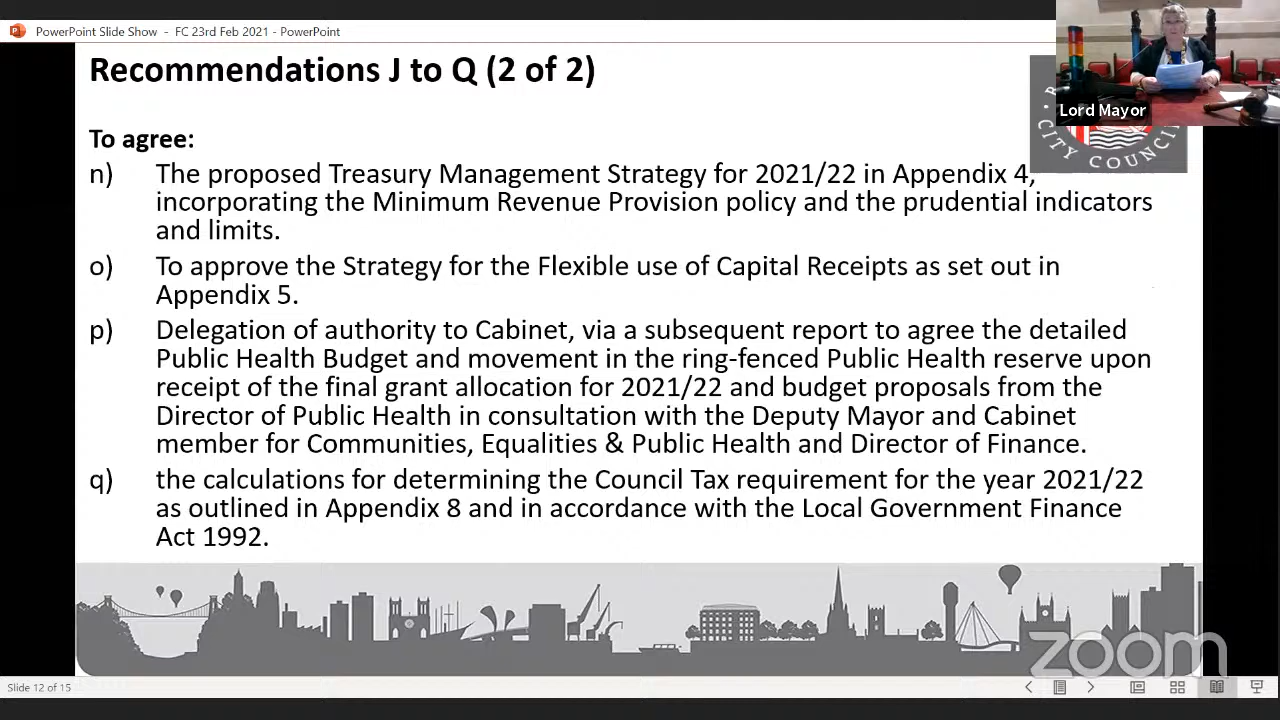 PowerPoint Slide Show - FC 23rd Feb 2021 - PowerPoint
Recommendations J to Q (2 of 2)
Lord Mayor
CITY COUNCIL
To agree:
n) The proposed Treasury Management Strategy for 2021/22 in Appendix 4,
incorporating the Minimum Revenue Provision policy and the prudential indicators
and limits.
o) To approve the Strategy for the Flexible use of Capital Receipts as set out in
Appendix 5.
p) Delegation of authority to Cabinet, via a subsequent report to agree the detailed
Public Health Budget and movement in the ring-fenced Public Health reserve upon
receipt of the final grant allocation for 2021/22 and budget proposals from the
Director of Public Health in consultation with the Deputy Mayor and Cabinet
member for Communities, Equalities & Public Health and Director of Finance.
q) the calculations for determining the Council Tax requirement for the year 2021/22
as outlined in Appendix 8 and in accordance with the Local Government Finance
Act 1992.
zoom
Slide 12 of 15